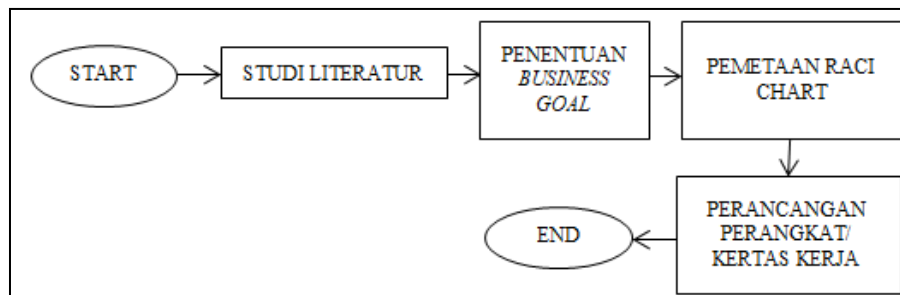 START
STUDI LITERATUR
PENENTUAN
BUSINESS
GOAL
PEMETAAN RACI
CHART
PERANCANGAN
PERANGKAT/
KERTAS KERJA
END